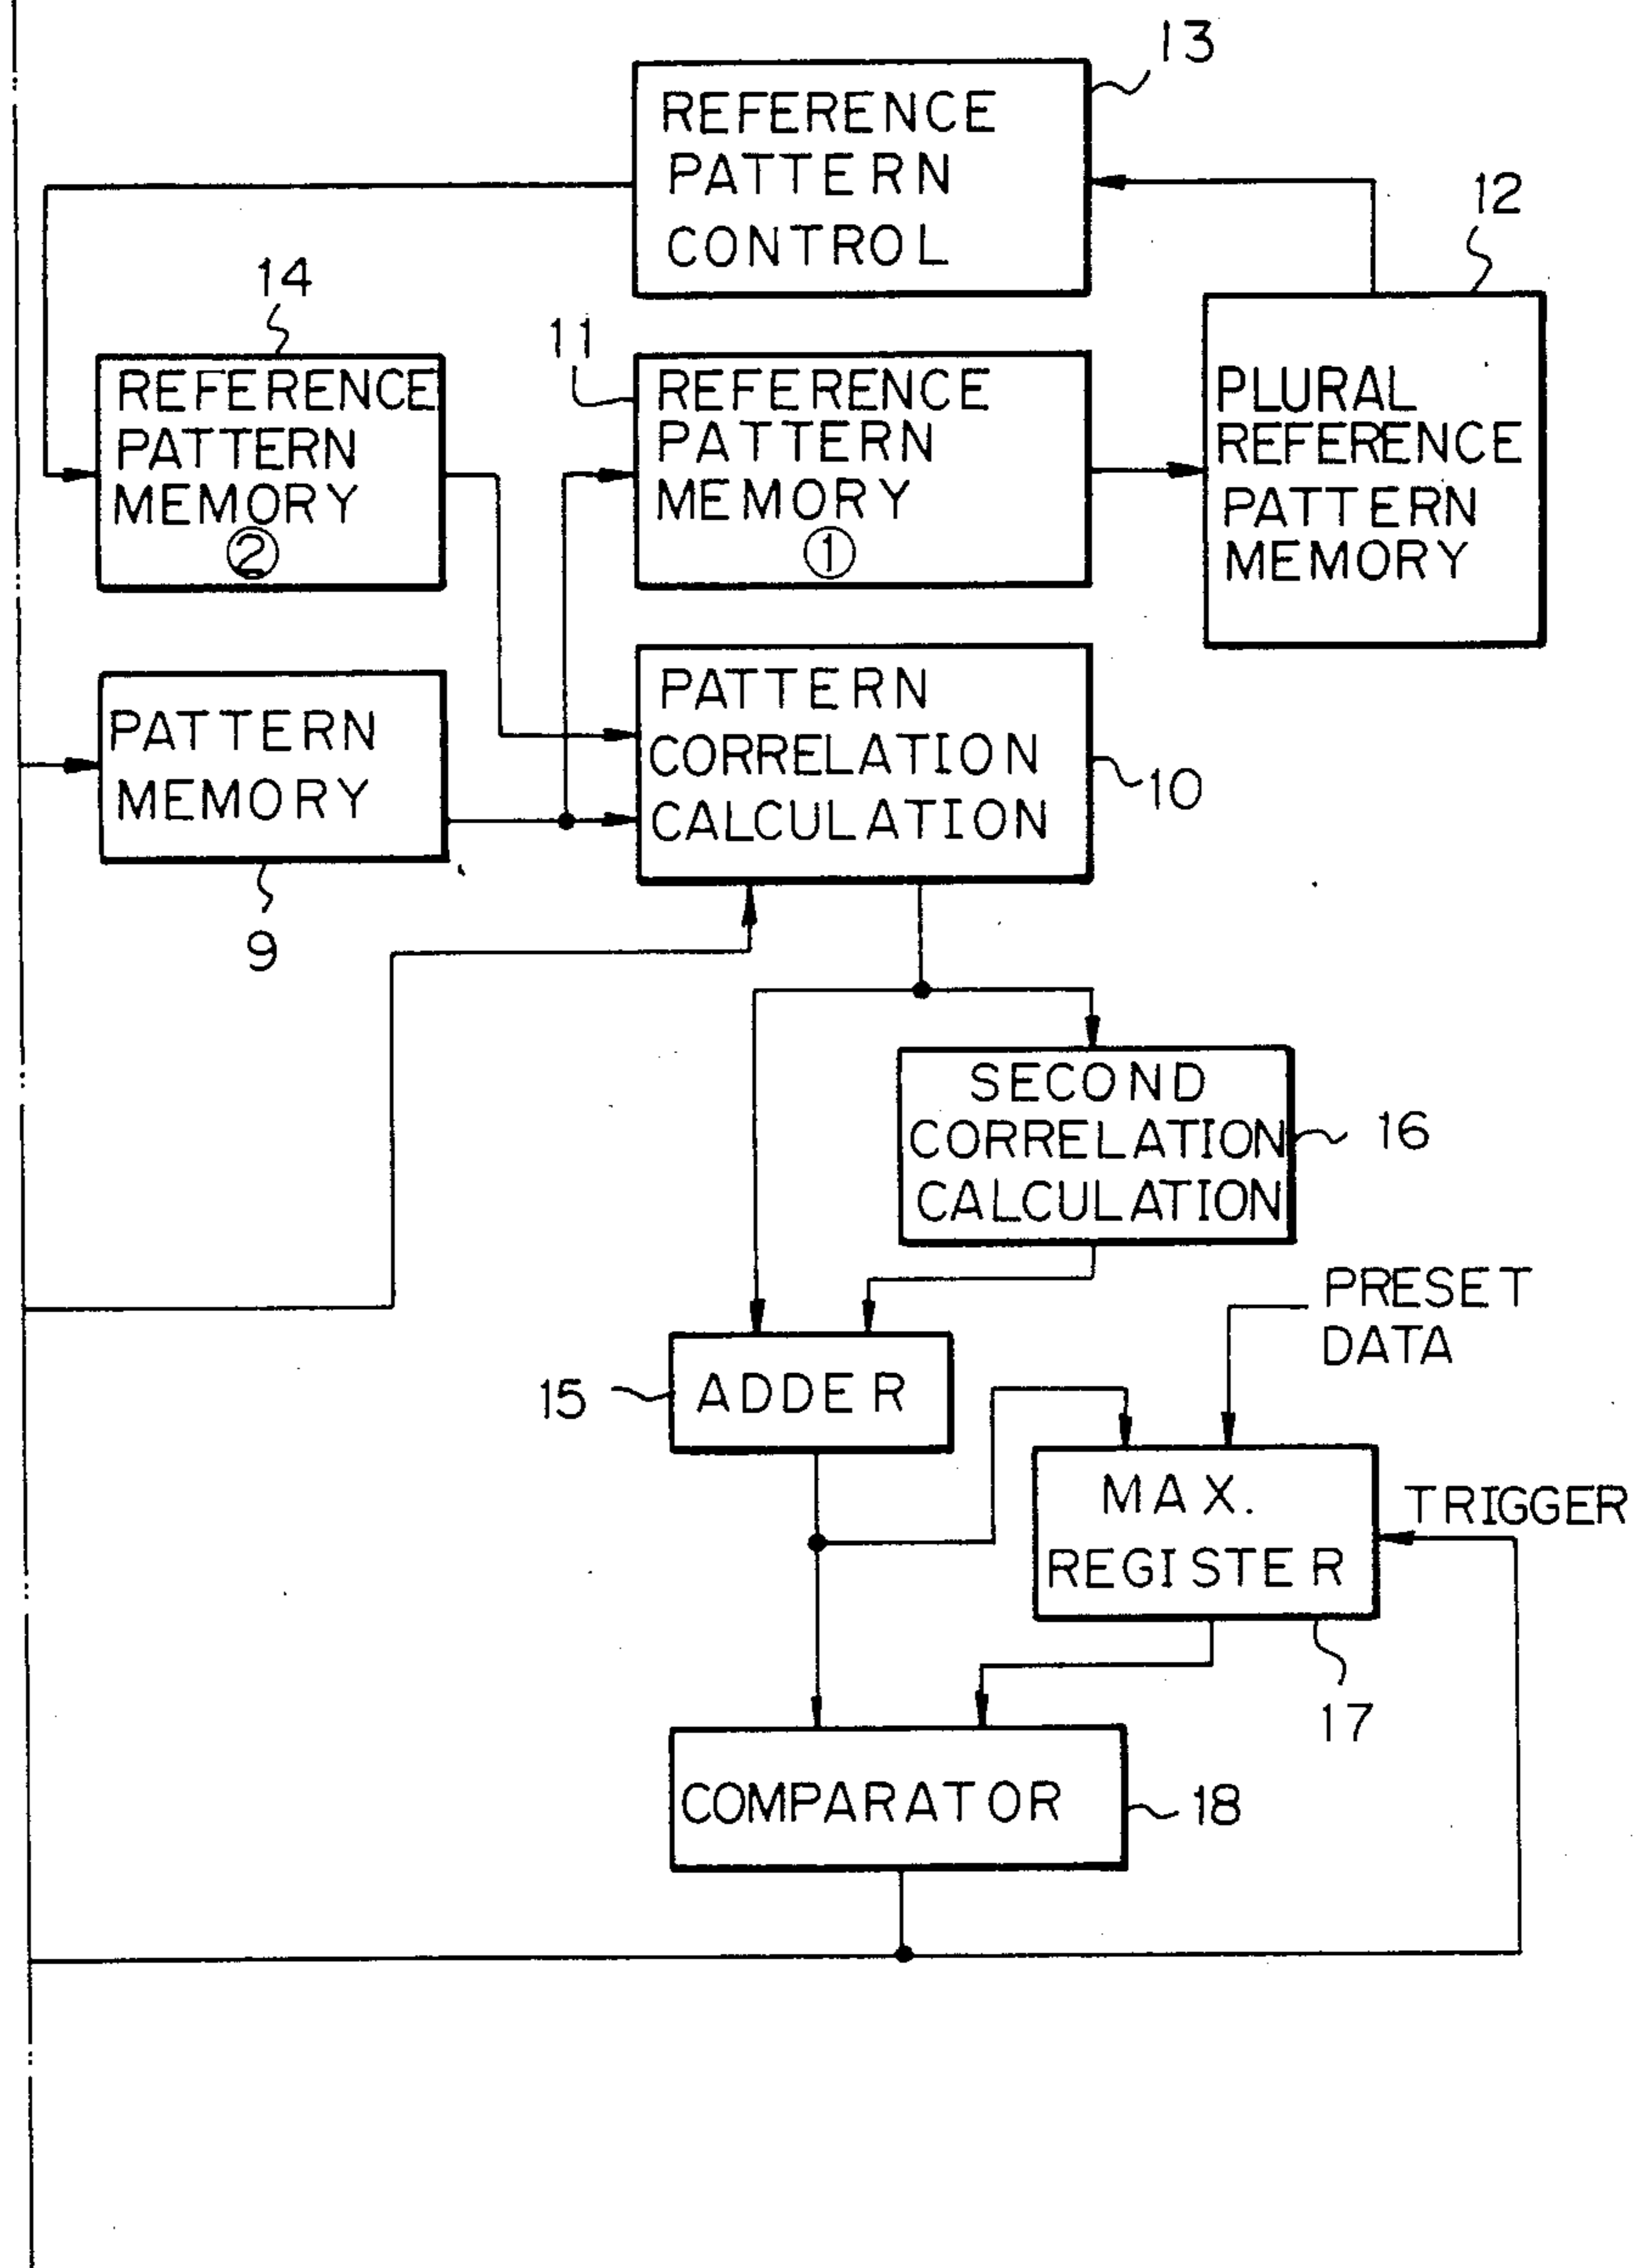 13
REFERENCE
PATTERN
CONTROL
12
14
REFERENCE
PATTERN
MEMORY
②
11
REFERENCE
PATTERN
MEMORY
①
PLURAL
REFERENCE
PATTERN
MEMORY
PATTERN
MEMORY
9
PATTERN
CORRELATION
CALCULATION
10
SECOND
CORRELATION
CALCULATION
16
PRESET
DATA
15
ADDER
MAX.
REGISTER
TRIGGER
17
COMPARATOR
18